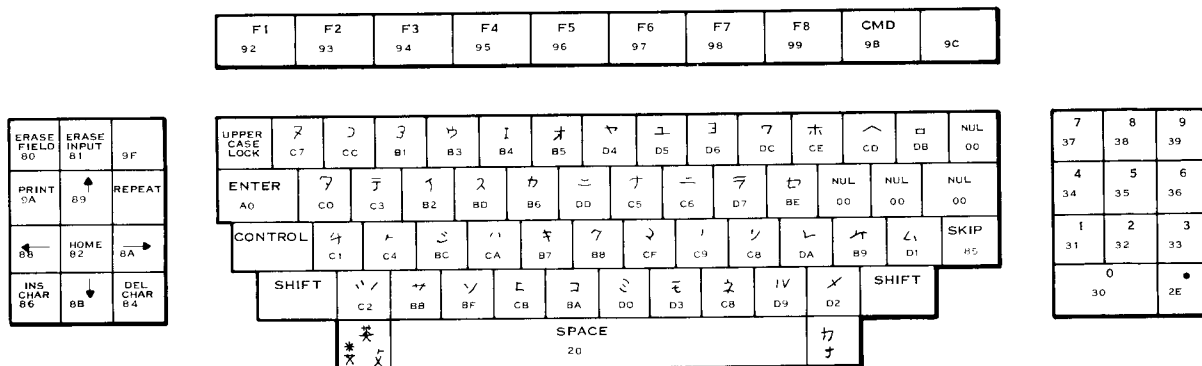 F1 F2 F3 F4 F5 F6 F7 F8 CMD
92 93 94 95 96 97 98 99 9B 9C
ERASE FIELD 80 ERASE INPUT 81 9F
PRINT 9A ↑ 89 REPEAT
← 88 HOME 82 → 8A
INS CHAR 86 ↓ 8B DEL CHAR 84
UPPER CASE LOCK ヌ フ ア ウ エ オ ヤ ユ ヨ ワ ホ ヘ ロ NUL
C7 CC B1 B3 B4 B5 D4 D5 D6 DC CE CD DB 00
ENTER タ テ イ ス カ ン ナ ニ ラ セ NUL NUL NUL
A0 C0 C3 B2 BD B6 DD C5 C6 D7 BE 00 00 00
CONTROL チ ト シ ハ キ ク マ ノ リ レ ケ ム SKIP
C1 C4 BC CA B7 B8 CF C9 C8 DA B9 D1 85
SHIFT ツ サ ソ ヒ コ ミ モ ネ ル メ SHIFT
C2 BB BF CB BA D0 D3 C8 D9 D2
英 SPACE カナ
20
7 8 9
37 38 39
4 5 6
34 35 36
1 2 3
31 32 33
0 •
30 2E